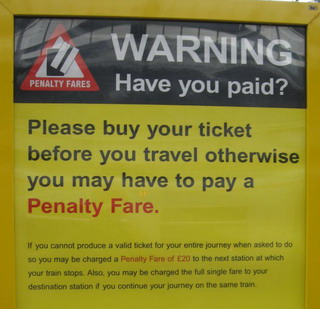 WARNING
PENALTY FARES
Have you paid?
Please buy your ticket
before you travel otherwise
you may have to pay a
Penalty Fare.
If you cannot produce a valid ticket for your entire journey when asked to do
so you may be charged a Penalty Fare of £20 to the next station at which
your train stops. Also, you may be charged the full single fare to your
destination station if you continue your journey on the same train.